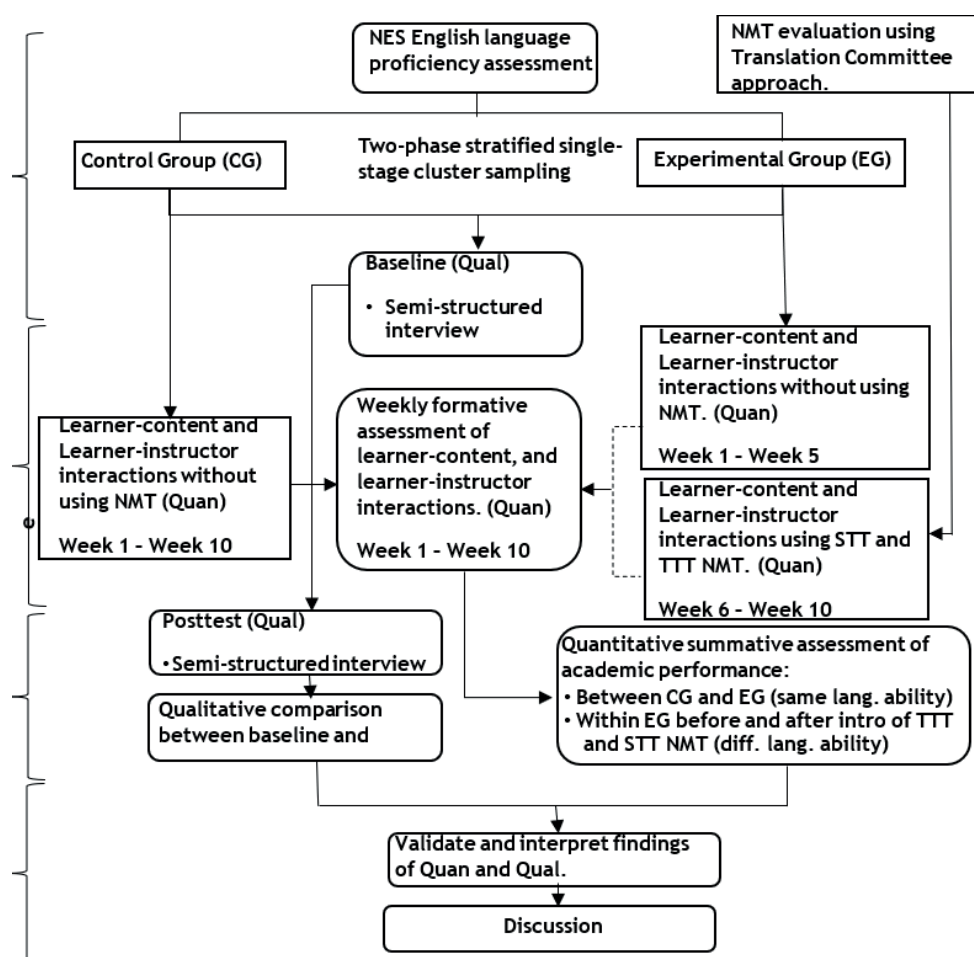 NES English language
proficiency assessment
NMT evaluation using
Translation Committee
approach.
Control Group (CG)
Two-phase stratified single-
stage cluster sampling
Experimental Group (EG)
Baseline (Qual)
• Semi-structured
interview
Learner-content and
Learner-instructor
interactions without
using NMT (Quan)
Week 1 – Week 10
Weekly formative
assessment of
learner-content, and
learner-instructor
interactions. (Quan)
Week 1 – Week 10
Learner-content and
Learner-instructor
interactions without using
NMT. (Quan)
Week 1 – Week 5
Learner-content and
Learner-instructor
interactions using STT and
TTT NMT. (Quan)
Week 6 – Week 10
e
Posttest (Qual)
•Semi-structured interview
Qualitative comparison
between baseline and
Quantitative summative assessment of
academic performance:
• Between CG and EG (same lang. ability)
• Within EG before and after intro of TTT
and STT NMT (diff. lang. ability)
Validate and interpret findings
of Quan and Qual.
Discussion